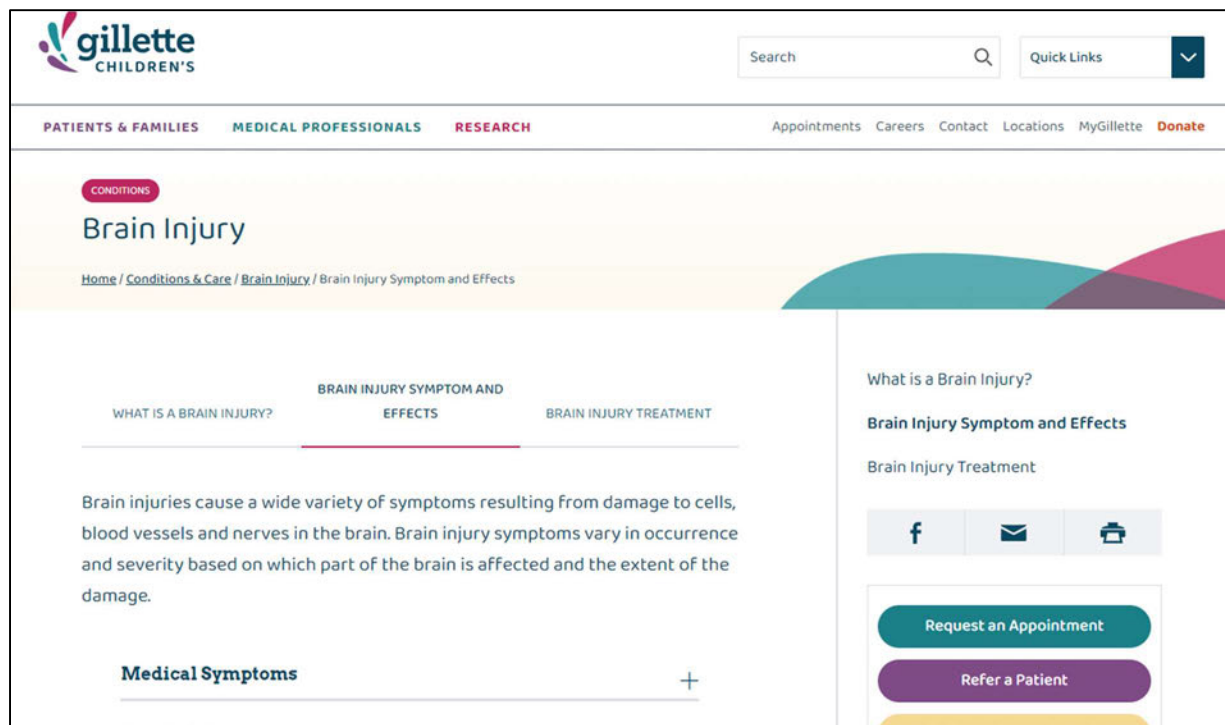 gillette
CHILDREN'S
Search
Quick Links
PATIENTS & FAMILIES MEDICAL PROFESSIONALS RESEARCH
Appointments Careers Contact Locations MyGillette Donate
CONDITIONS
Brain Injury
Home / Conditions & Care / Brain Injury / Brain Injury Symptom and Effects
WHAT IS A BRAIN INJURY?
BRAIN INJURY SYMPTOM AND
EFFECTS
BRAIN INJURY TREATMENT
Brain injuries cause a wide variety of symptoms resulting from damage to cells,
blood vessels and nerves in the brain. Brain injury symptoms vary in occurrence
and severity based on which part of the brain is affected and the extent of the
damage.
Medical Symptoms
What is a Brain Injury?
Brain Injury Symptom and Effects
Brain Injury Treatment
Request an Appointment
Refer a Patient